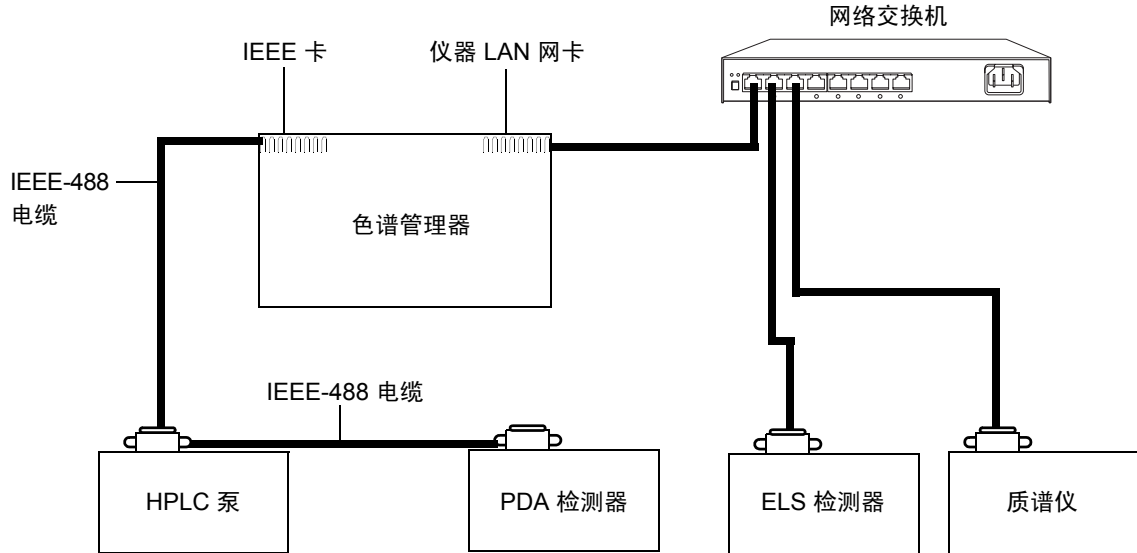 网络交换机
IEEE 卡
仪器 LAN 网卡
IEEE-488
电缆
色谱管理器
IEEE-488 电缆
HPLC 泵
PDA 检测器
ELS 检测器
质谱仪